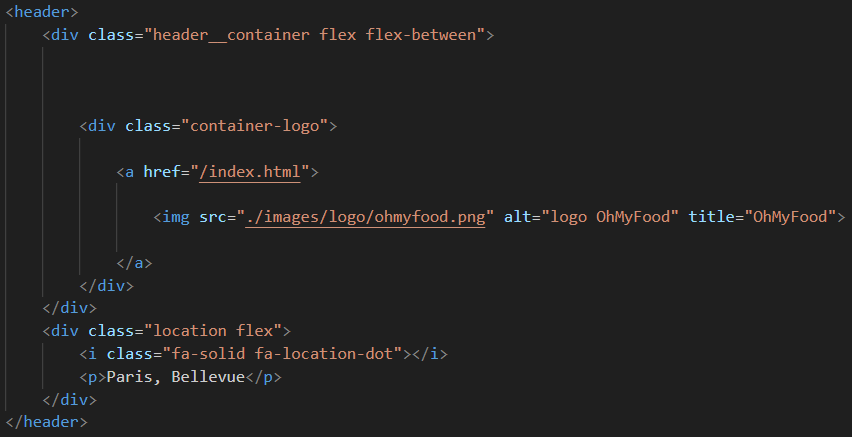 <header>
<div class="header__container flex flex-between">
<div class="container-logo">
<a href="/index.html">
<img src="./images/logo/ohmyfood.png" alt="logo OhMyFood" title="OhMyFood">
</a>
</div>
</div>
<div class="location flex">
<i class="fa-solid fa-location-dot"></i>
<p>Paris, Bellevue</p>
</div>
</header>